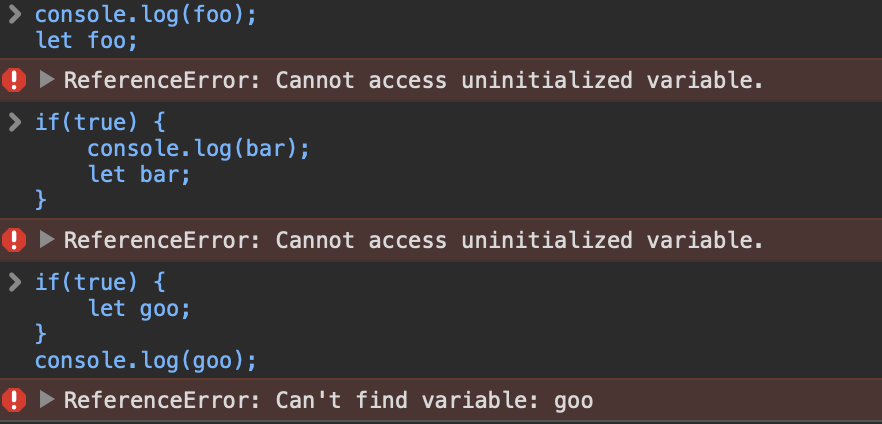 console.log(foo);
let foo;
ReferenceError: Cannot access uninitialized variable.
if(true) {
    console.log(bar);
    let bar;
}
ReferenceError: Cannot access uninitialized variable.
if(true) {
    let goo;
}
console.log(goo);
ReferenceError: Can't find variable: goo